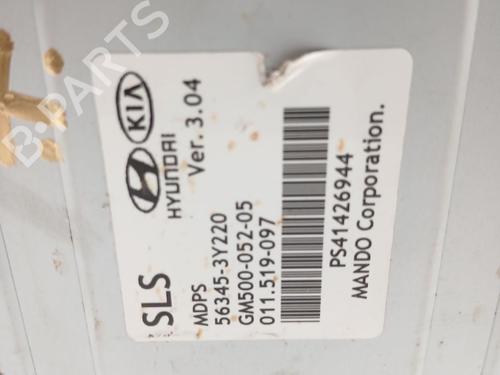 KIA
HYUNDAI
Ver. 3.04
SLS
MDPS
56345-3Y220
GM500-052-05
011.519-097
PS41426944
MANDO Corporation.
B-PARTS